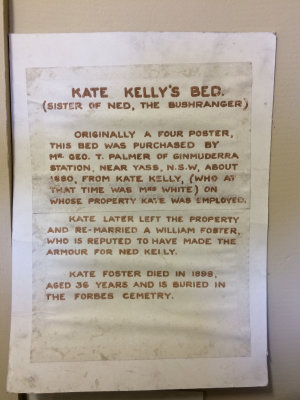 KATE KELLY'S BED.
(SISTER OF NED, THE BUSHRANGER)
ORIGINALLY A FOUR POSTER,
THIS BED WAS PURCHASED BY
MR. GEO. T. PALMER OF GINMUDERRA
STATION, NEAR YASS, N.S.W, ABOUT
1880, FROM KATE KELLY, (WHO AT
THAT TIME WAS MRS WHITE) ON
WHOSE PROPERTY KATE WAS EMPLOYED.
KATE LATER LEFT THE PROPERTY
AND RE-MARRIED A WILLIAM FOSTER,
WHO IS REPUTED TO HAVE MADE THE
ARMOUR FOR NED KELLY.
KATE FOSTER DIED IN 1898,
AGED 36 YEARS AND IS BURIED IN
THE FORBES CEMETRY.